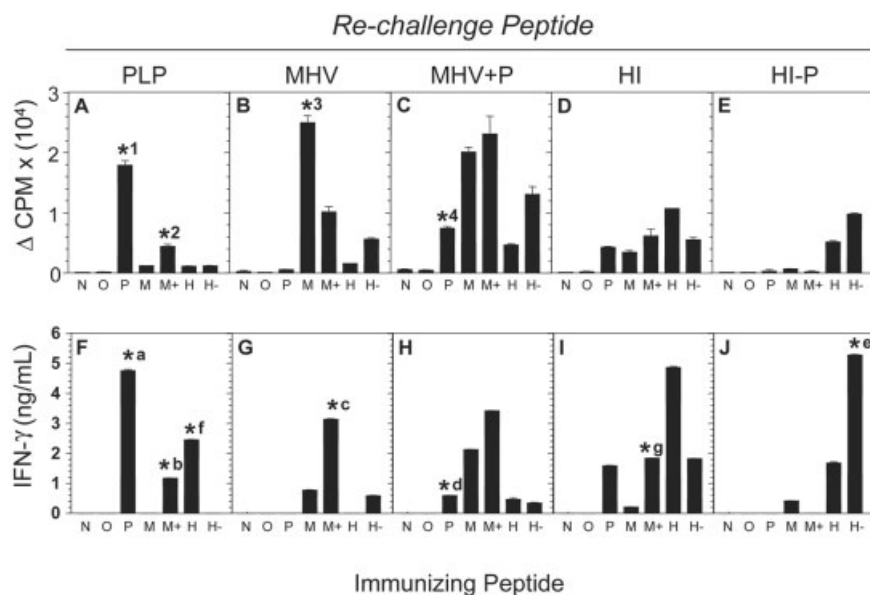 Re-challenge Peptide
PLP MHV MHV+P HI HI-P
Δ CPM x (10⁴)
3
2
1
0
A *1 *2
B *3
C *4
D
E
N O P M M+ H H- N O P M M+ H H- N O P M M+ H H- N O P M M+ H H- N O P M M+ H H-
IFN-γ (ng/mL)
6
5
4
3
2
1
0
F *a *b *f
G *c
H *d
I *g
J *e
N O P M M+ H H- N O P M M+ H H- N O P M M+ H H- N O P M M+ H H- N O P M M+ H H-
Immunizing Peptide